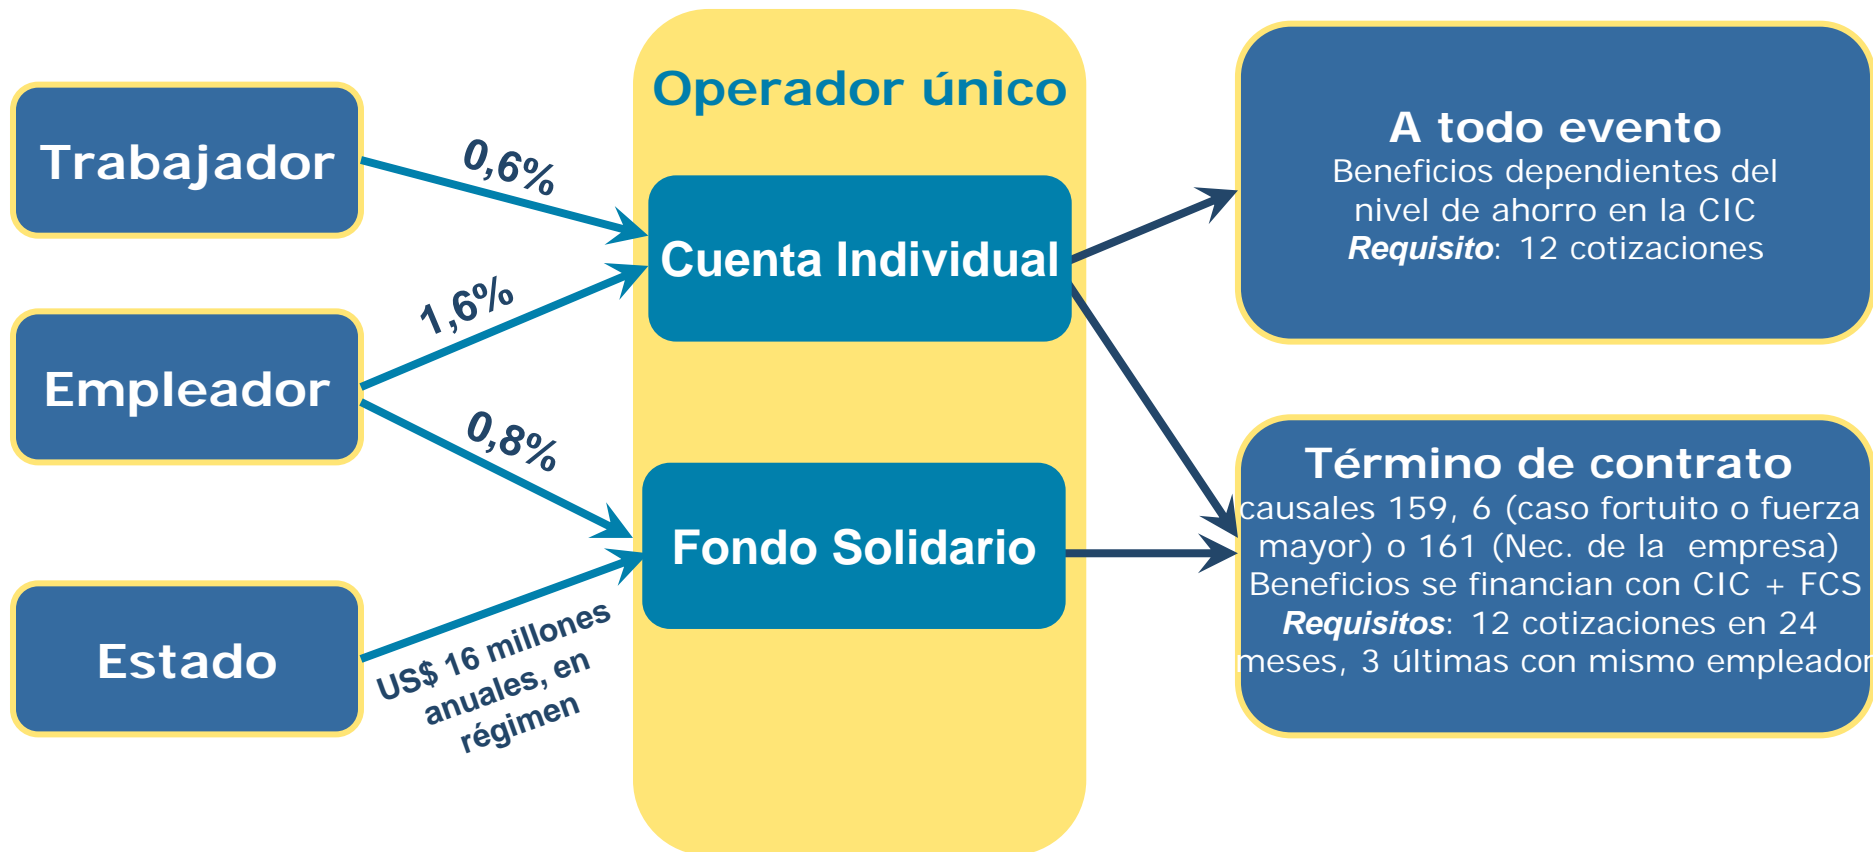 Operador único
Trabajador
0,6%
Cuenta Individual
Empleador
1,6%
0,8%
Fondo Solidario
Estado
US$ 16 millones
anuales, en
régimen
A todo evento
Beneficios dependientes del
nivel de ahorro en la CIC
Requisito: 12 cotizaciones
Término de contrato
causales 159, 6 (caso fortuito o fuerza
mayor) o 161 (Nec. de la empresa)
Beneficios se financian con CIC + FCS
Requisitos: 12 cotizaciones en 24
meses, 3 últimas con mismo empleador